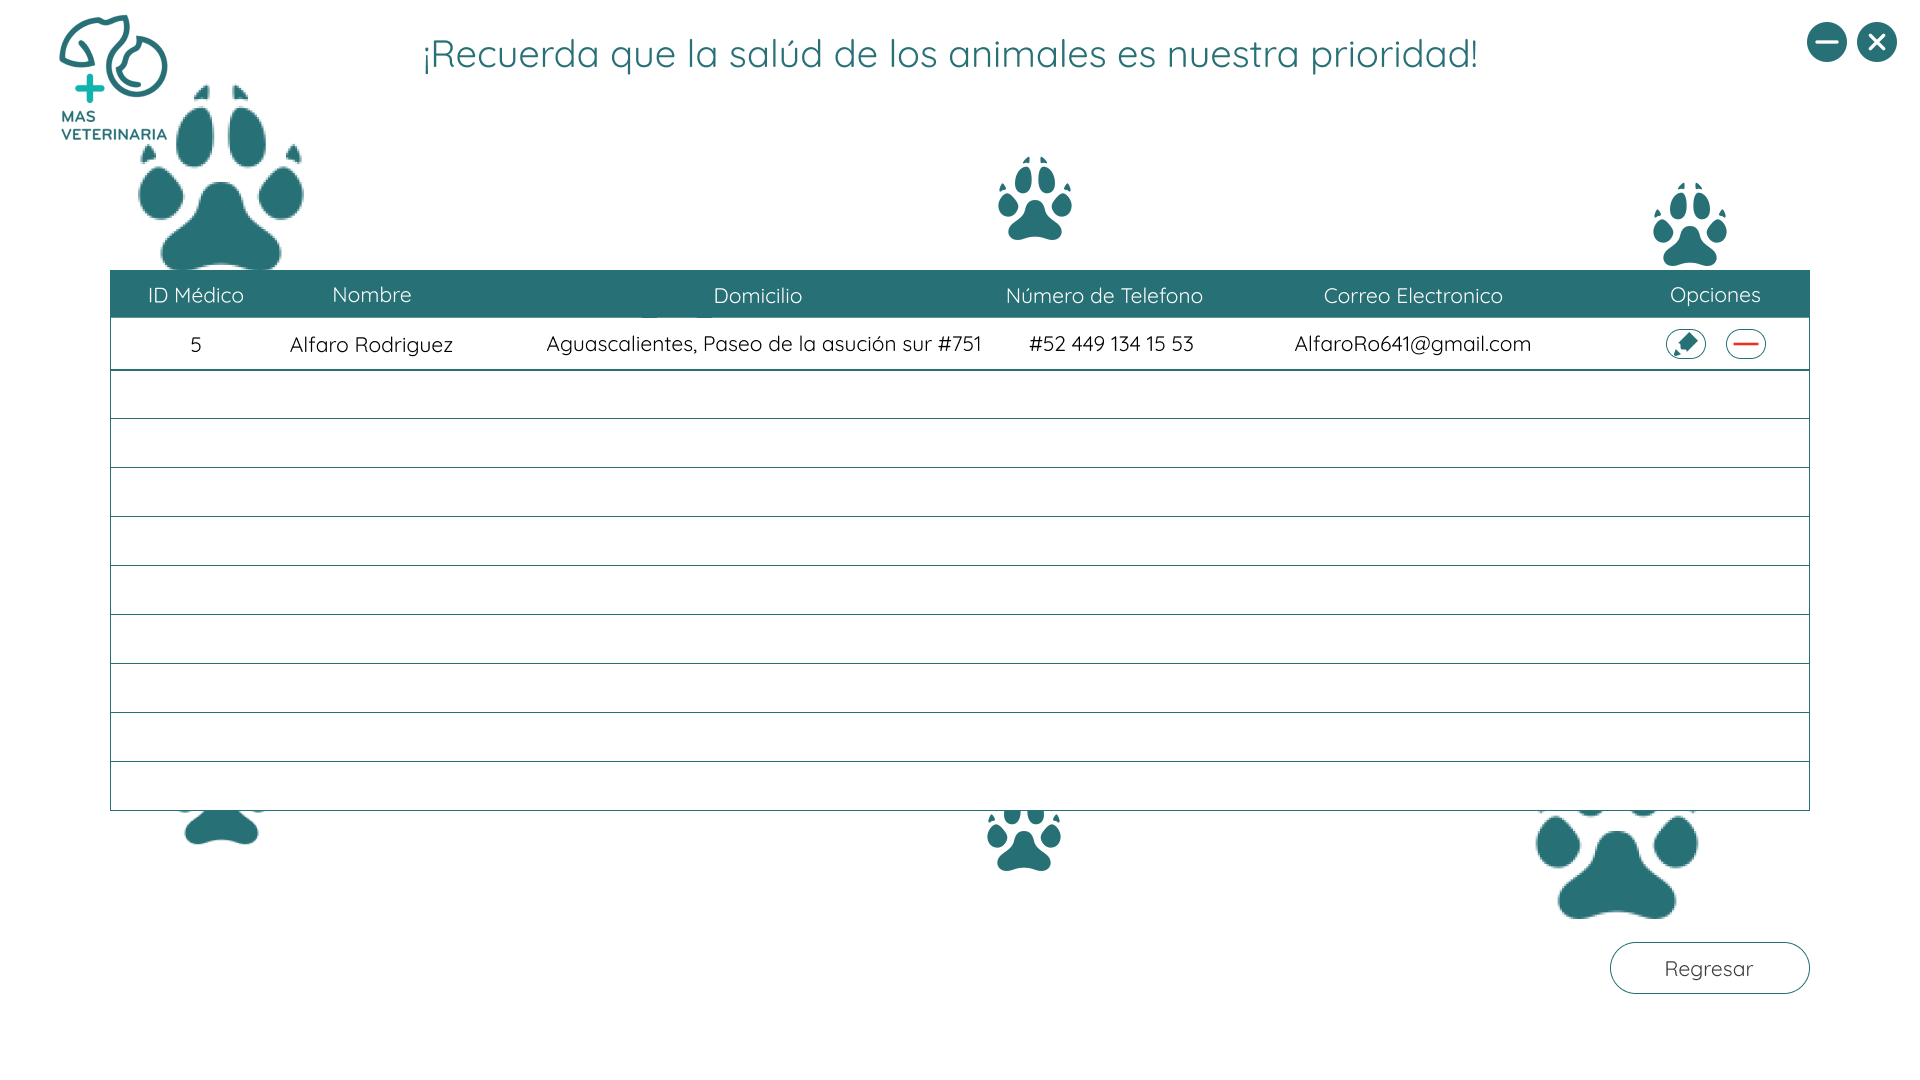 ¡Recuerda que la salúd de los animales es nuestra prioridad!
MAS
VETERINARIA
ID Médico Nombre Domicilio Número de Telefono Correo Electronico Opciones
5 Alfaro Rodriguez Aguascalientes, Paseo de la asución sur #751 #52 449 134 15 53 AlfaroRo641@gmail.com
Regresar